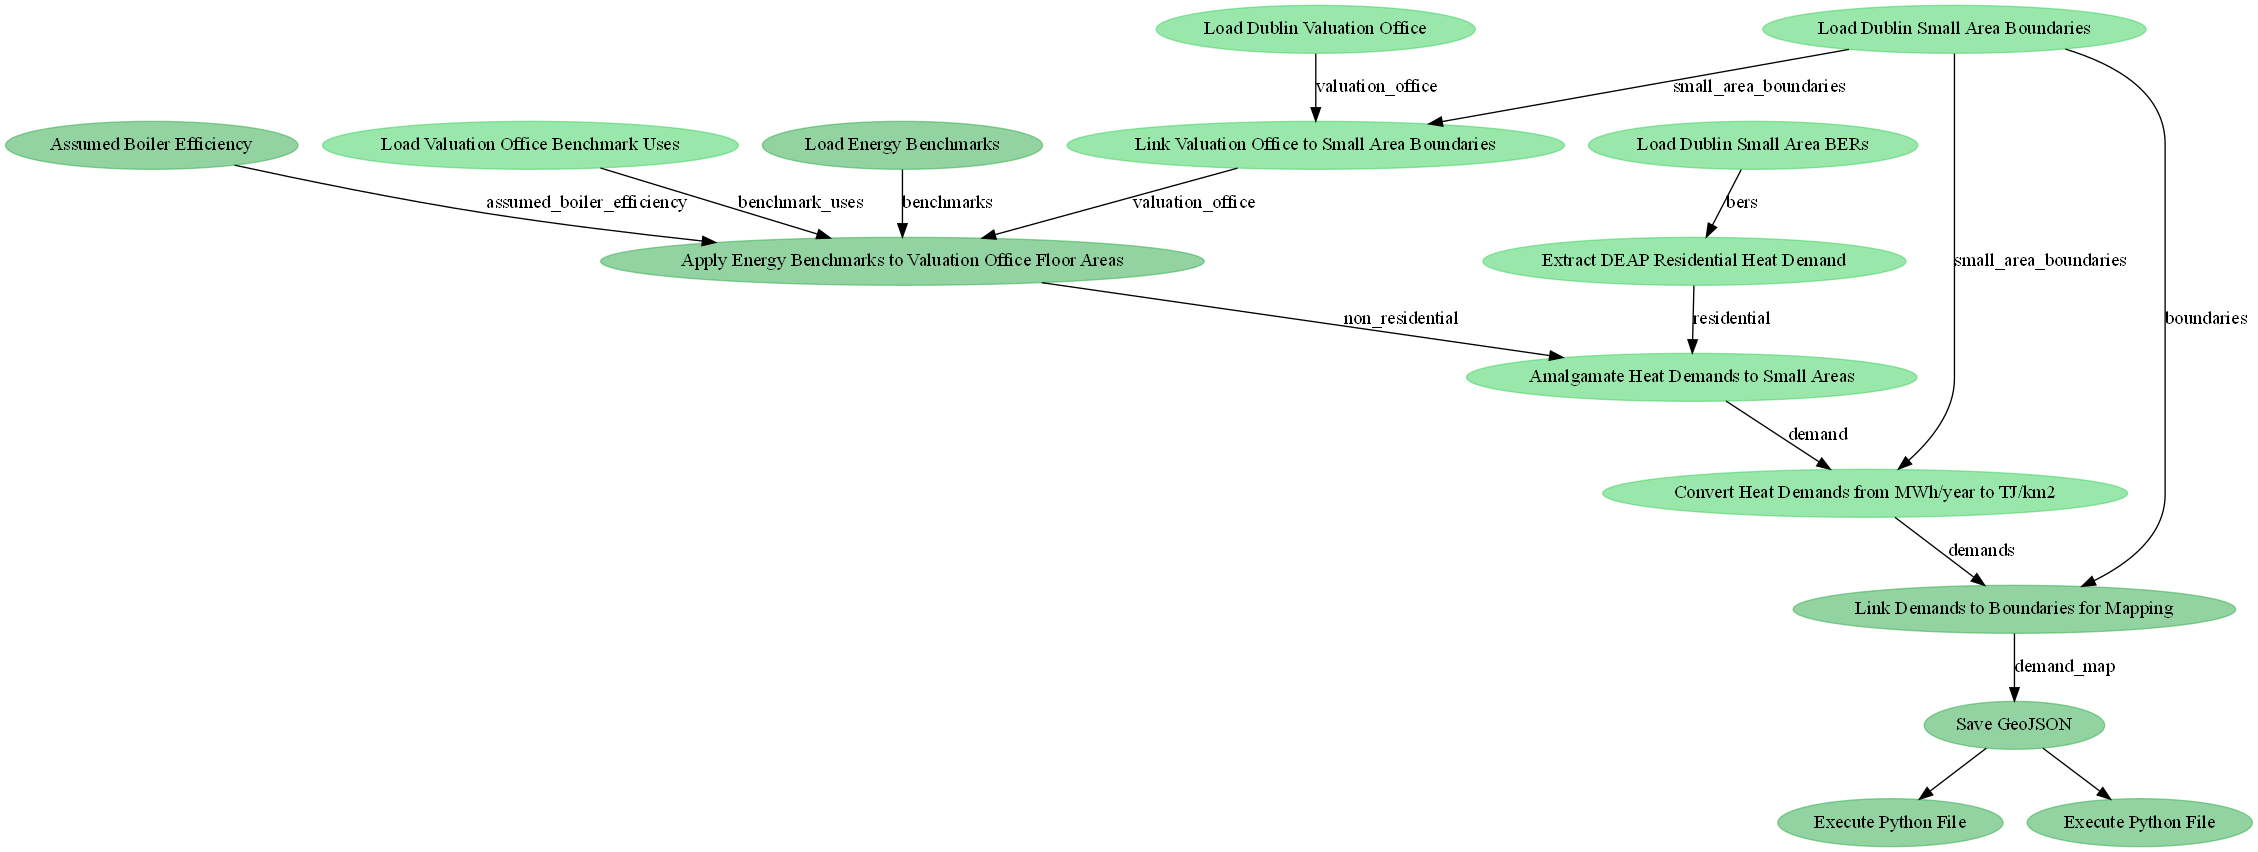 Load Dublin Valuation Office
Load Dublin Small Area Boundaries
valuation_office
small_area_boundaries
Assumed Boiler Efficiency
Load Valuation Office Benchmark Uses
Load Energy Benchmarks
Link Valuation Office to Small Area Boundaries
Load Dublin Small Area BERs
assumed_boiler_efficiency
benchmark_uses
benchmarks
valuation_office
bers
Apply Energy Benchmarks to Valuation Office Floor Areas
Extract DEAP Residential Heat Demand
small_area_boundaries
non_residential
residential
boundaries
Amalgamate Heat Demands to Small Areas
demand
Convert Heat Demands from MWh/year to TJ/km2
demands
Link Demands to Boundaries for Mapping
demand_map
Save GeoJSON
Execute Python File
Execute Python File